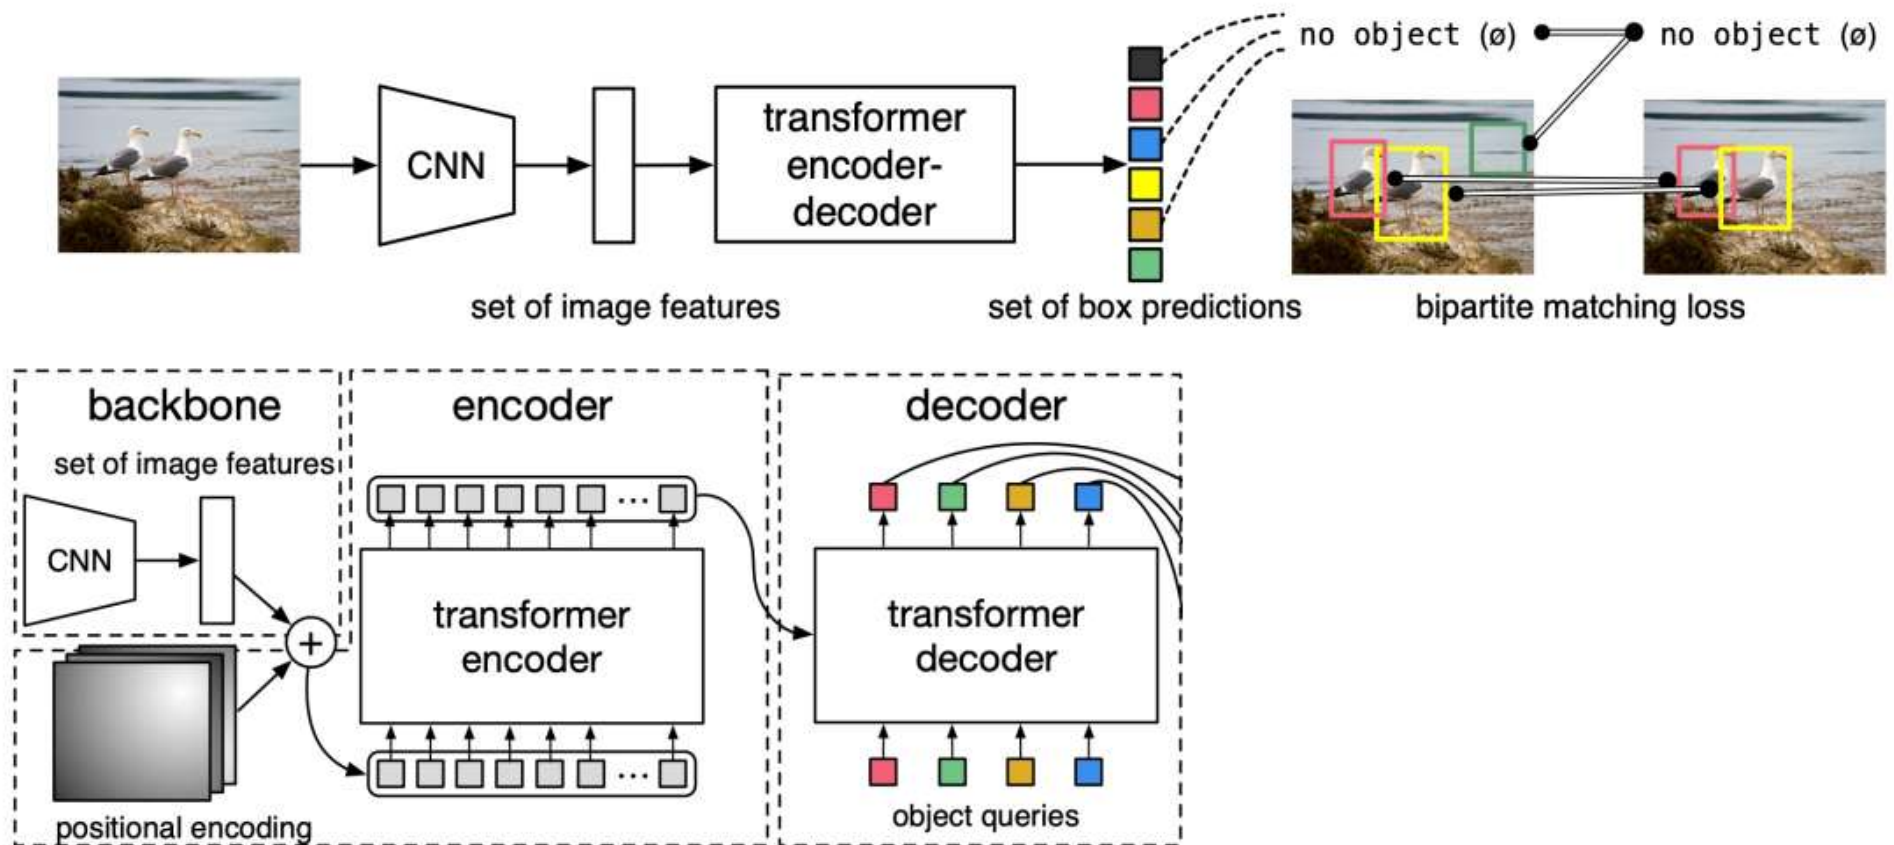 no object (ø)
no object (ø)
CNN
transformer
encoder-
decoder
set of image features
set of box predictions
bipartite matching loss
backbone
set of image features
CNN
positional encoding
encoder
...
transformer
encoder
...
decoder
transformer
decoder
object queries